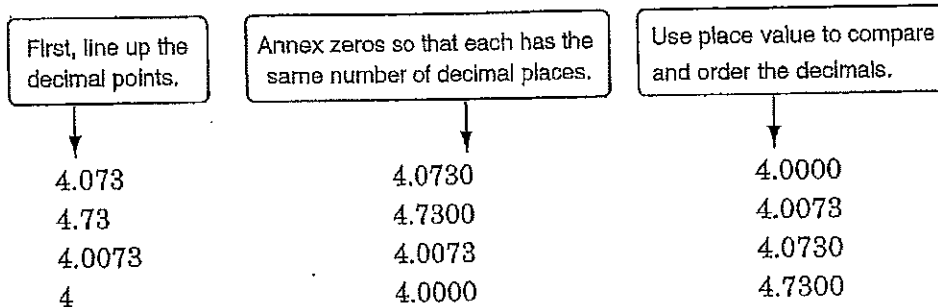 First, line up the
decimal points.
Annex zeros so that each has the
same number of decimal places.
Use place value to compare
and order the decimals.
4.073
4.73
4.0073
4
4.0730
4.7300
4.0073
4.0000
4.0000
4.0073
4.0730
4.7300